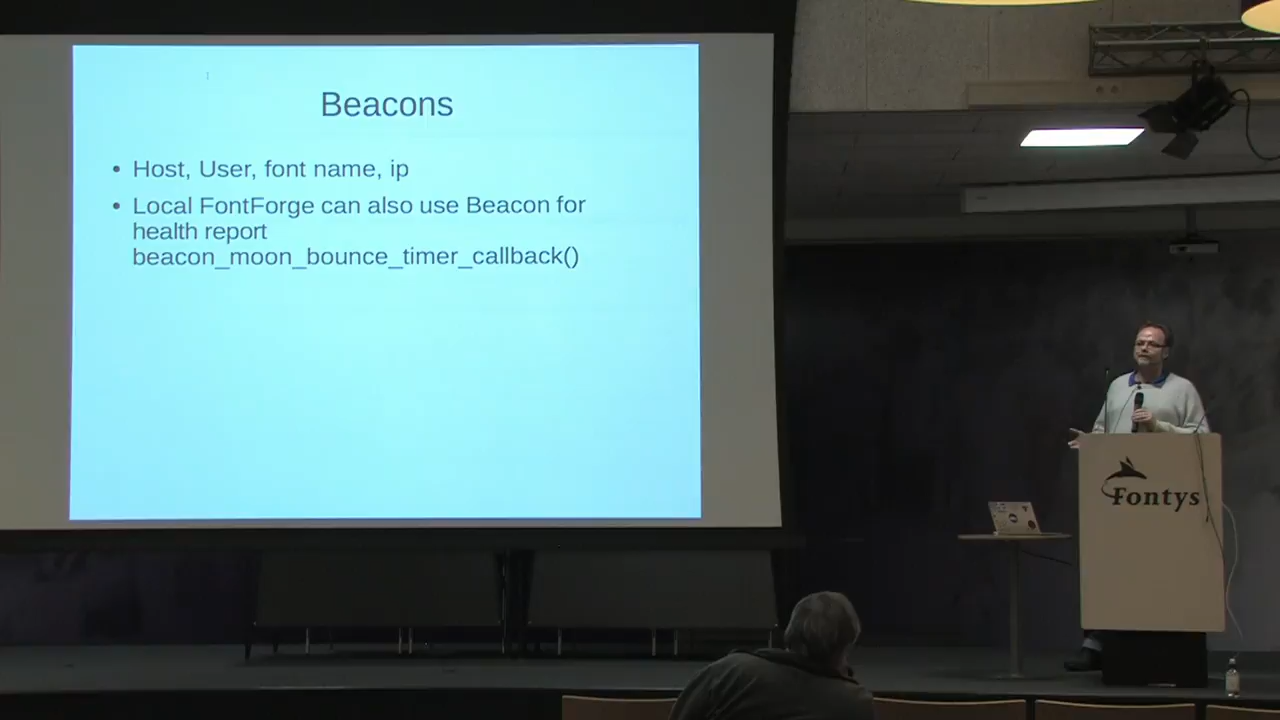 Beacons
• Host, User, font name, ip
• Local FontForge can also use Beacon for
health report
beacon_moon_bounce_timer_callback()
Fontys